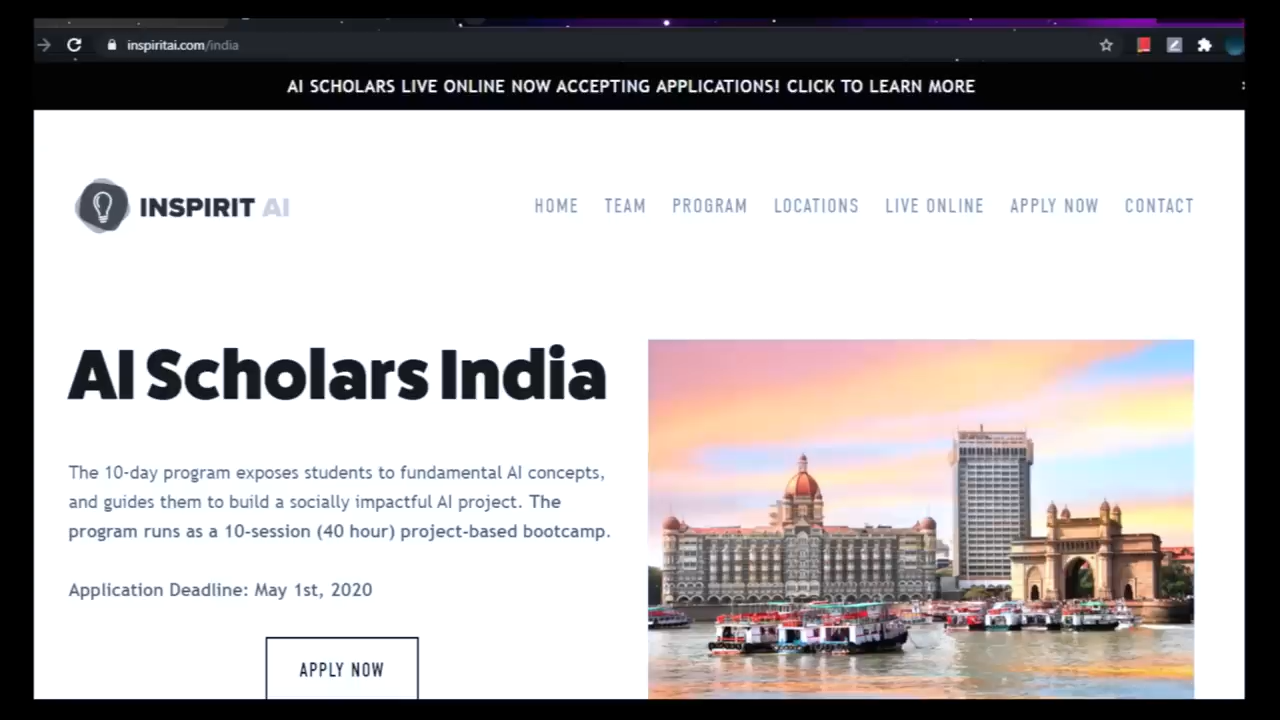 inspiritai.com/india
AI SCHOLARS LIVE ONLINE NOW ACCEPTING APPLICATIONS! CLICK TO LEARN MORE
INSPIRIT AI
HOME TEAM PROGRAM LOCATIONS LIVE ONLINE APPLY NOW CONTACT
AI Scholars India
The 10-day program exposes students to fundamental AI concepts,
and guides them to build a socially impactful AI project. The
program runs as a 10-session (40 hour) project-based bootcamp.
Application Deadline: May 1st, 2020
APPLY NOW